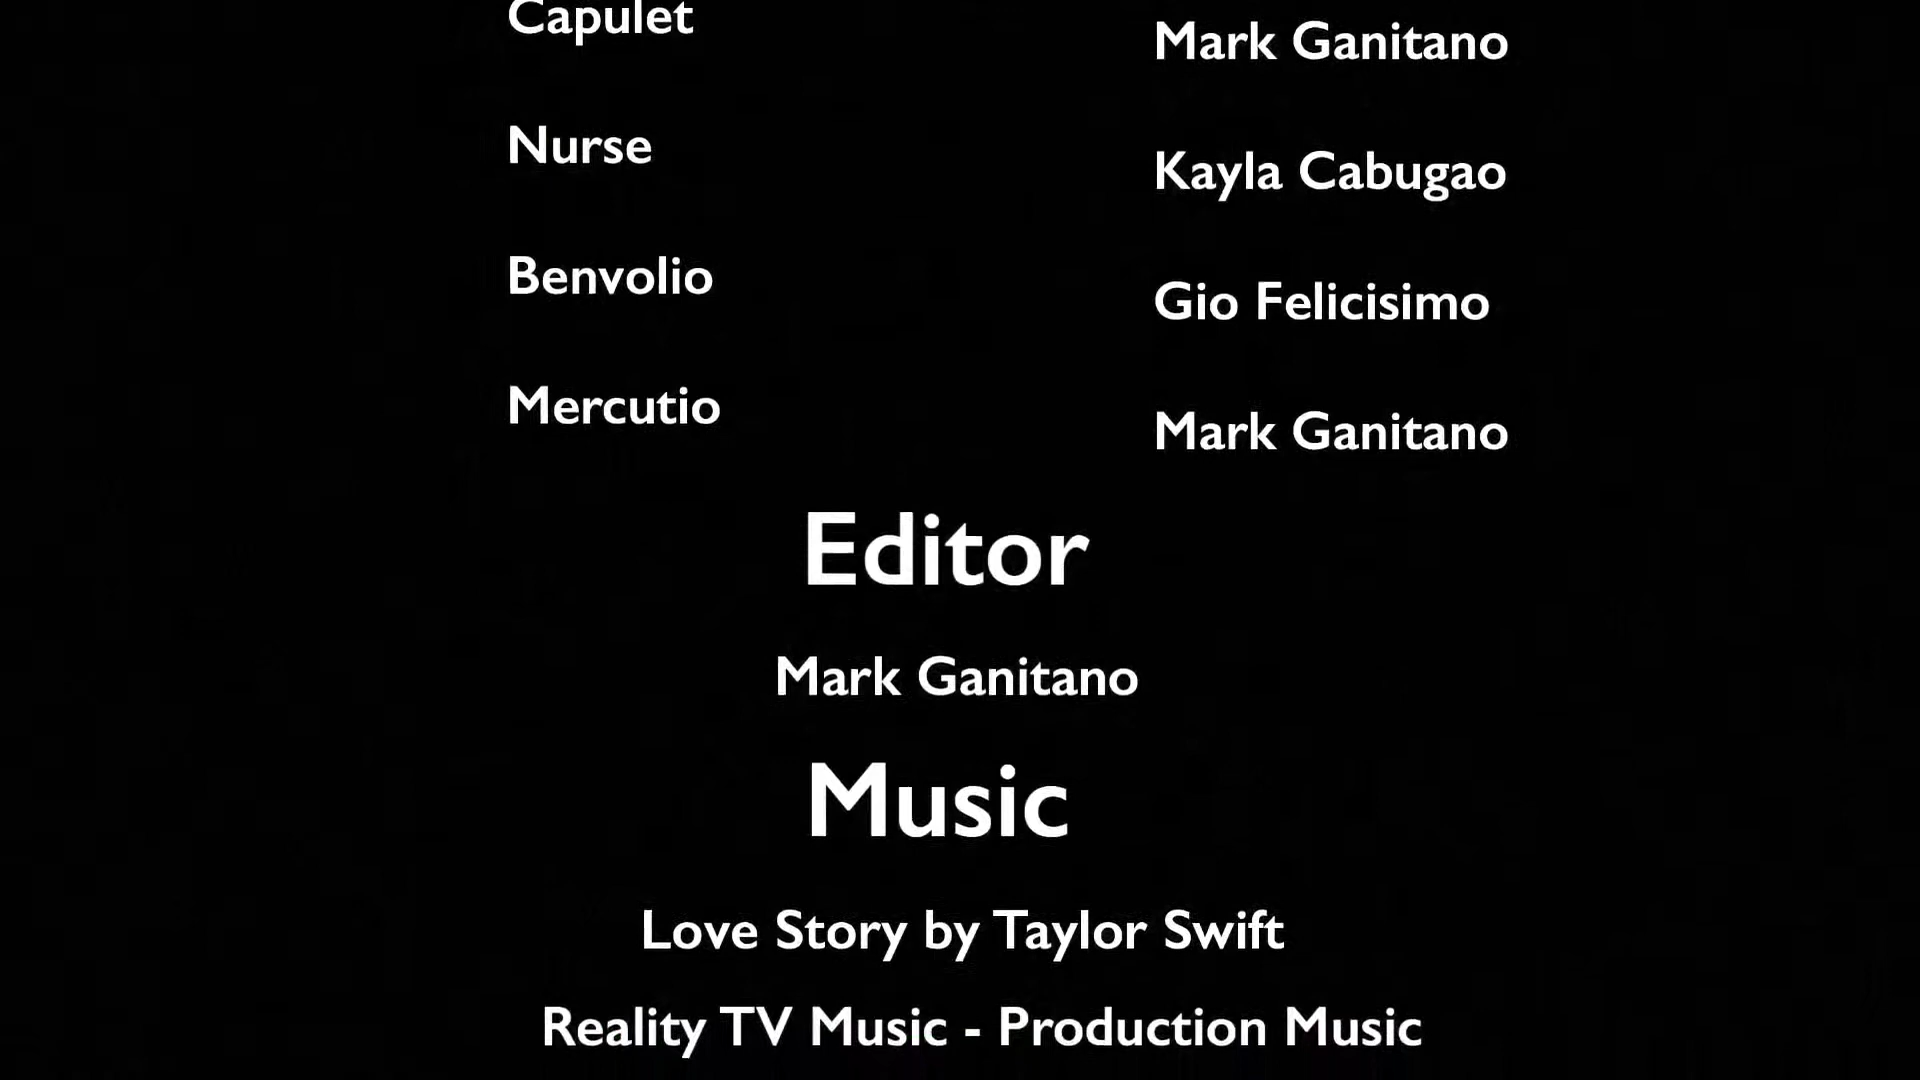 Capulet Mark Ganitano
Nurse Kayla Cabugao
Benvolio Gio Felicisimo
Mercutio Mark Ganitano
Editor
Mark Ganitano
Music
Love Story by Taylor Swift
Reality TV Music - Production Music